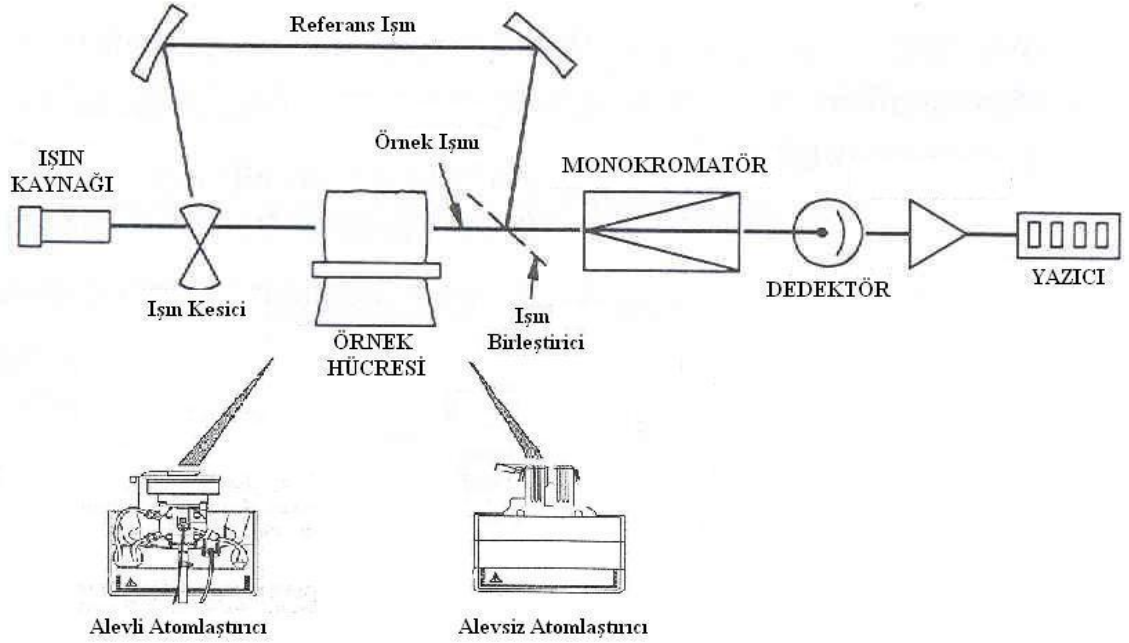 Referans Işın
Örnek Işını
IŞIN
KAYNAĞI
MONOKROMATÖR
Işın Kesici
ÖRNEK
HÜCRESİ
Işın
Birleştirici
DEDEKTÖR
YAZICI
Alevli Atomlaştırıcı
Alevsiz Atomlaştırıcı